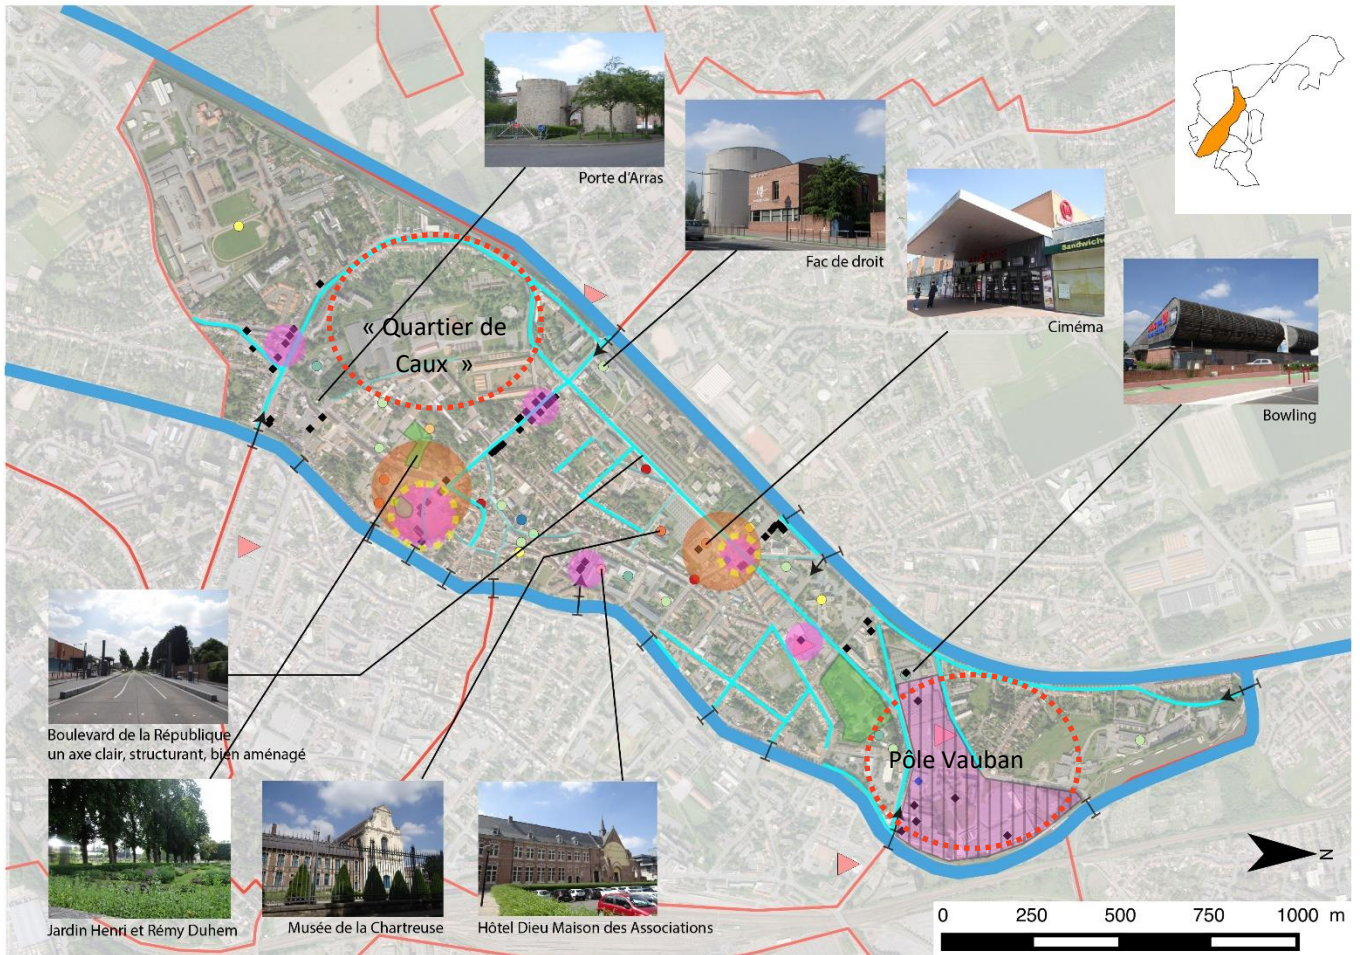 Porte d'Arras
Fac de droit
Sandwiche
Ciméma
Bowling
« Quartier de
Caux »
Pôle Vauban
Boulevard de la République
un axe clair, structurant, bien aménagé
Jardin Henri et Rémy Duhem
Musée de la Chartreuse
Hôtel Dieu Maison des Associations
N
0 250 500 750 1000 m